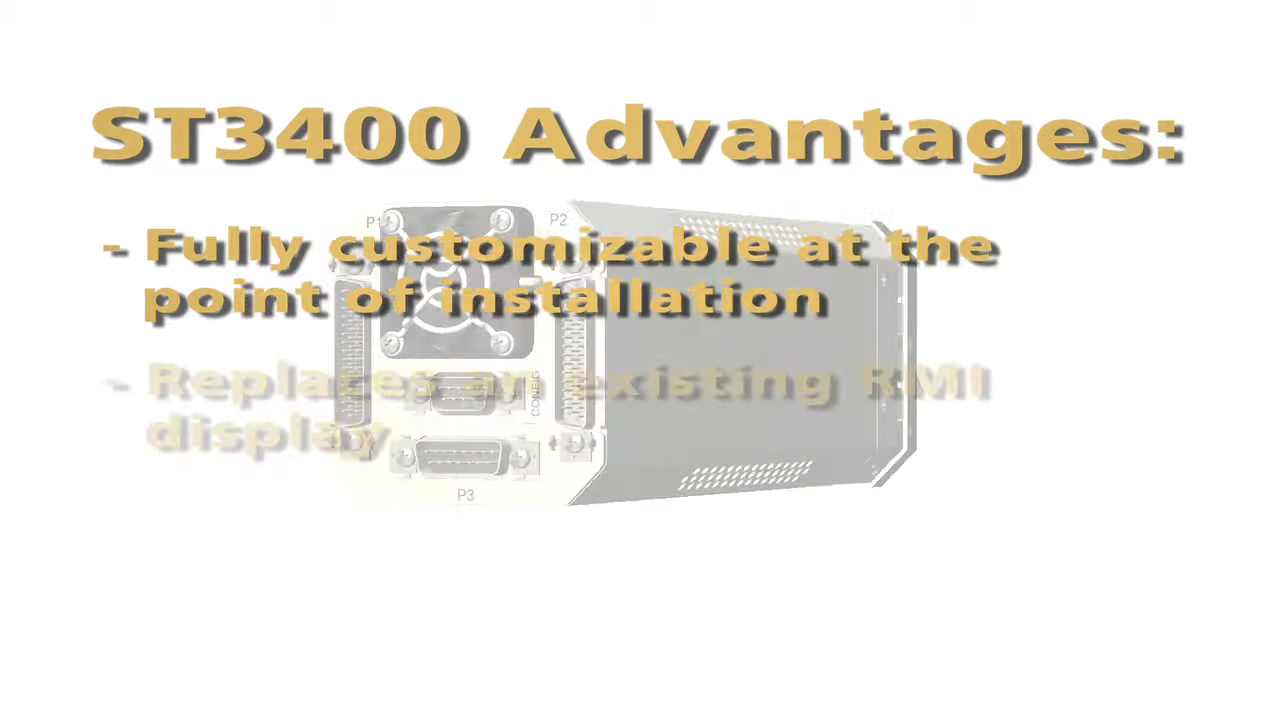 ST3400 Advantages:
P1
P2
- Fully customizable at the
point of installation
- Replaces an existing RMI
display
CONFIG
P3